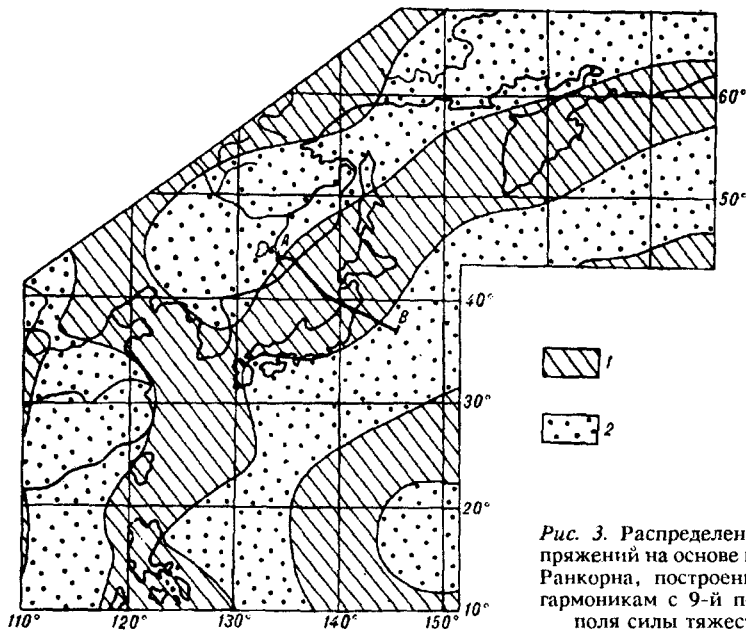 60°
50°
A
40°
B
1
30°
2
20°
Рис. 3. Распределен
пряжений на основе
Ранкорна, построен
гармоникам с 9-й п
поля силы тяжес
10°
110° 120° 130° 140° 150°